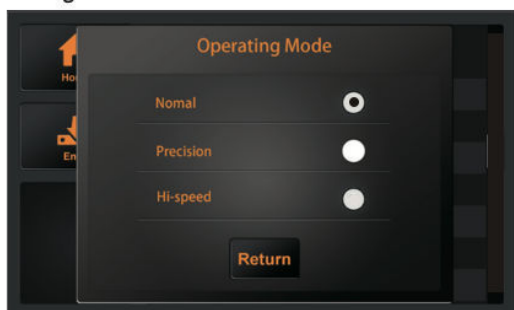 Operating Mode
Nomal
Precision
Hi-speed
Return